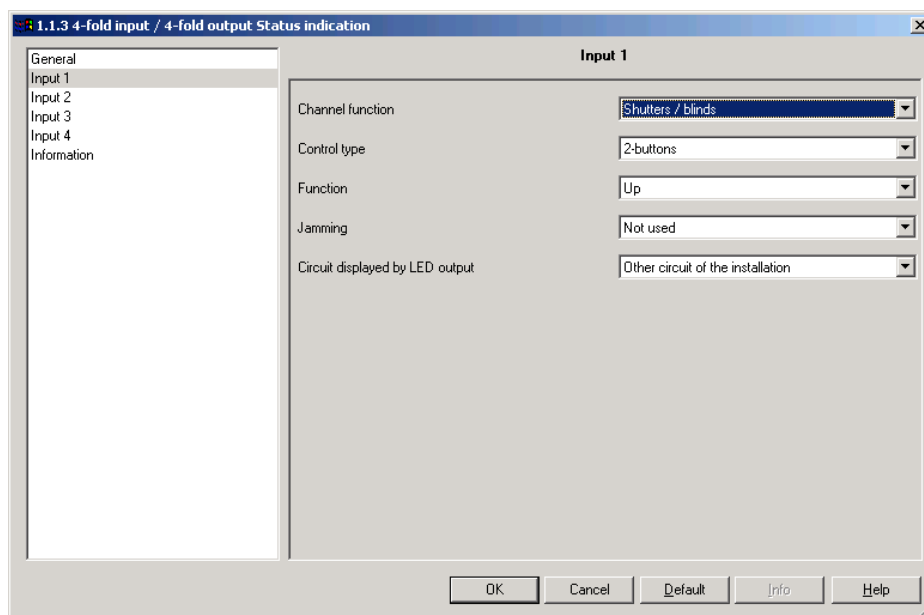 1.1.3 4-fold input / 4-fold output Status indication
General
Input 1
Input 2
Input 3
Input 4
Information
Input 1
Channel function Shutters / blinds
Control type 2-buttons
Function Up
Jamming Not used
Circuit displayed by LED output Other circuit of the installation
OK Cancel Default Info Help